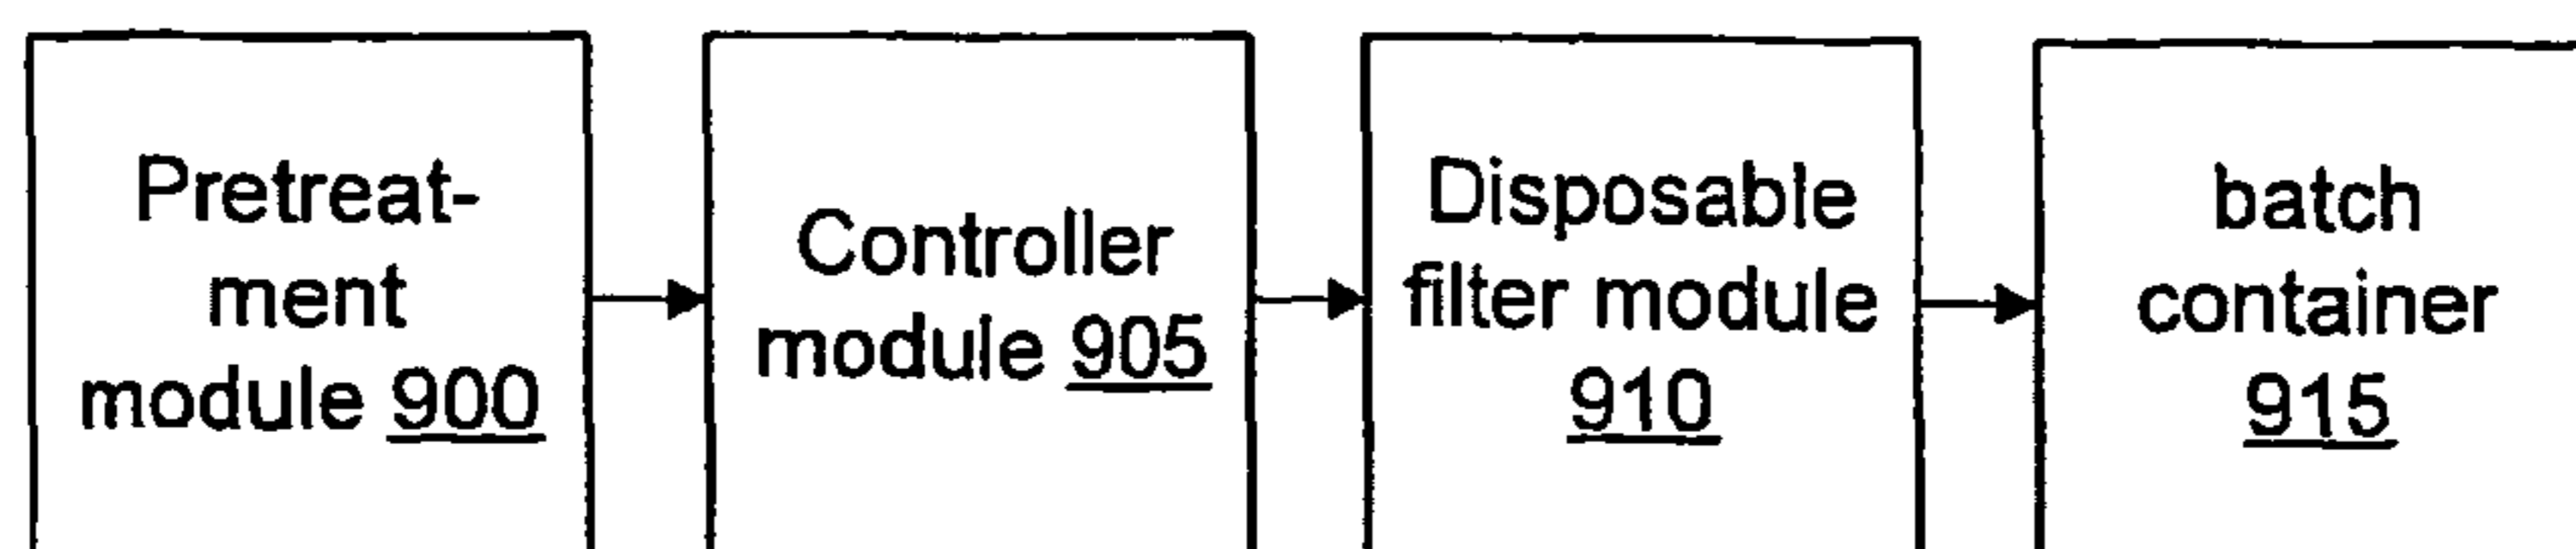 Pretreat-
ment
module 900
Controller
module 905
Disposable
filter module
910
batch
container
915